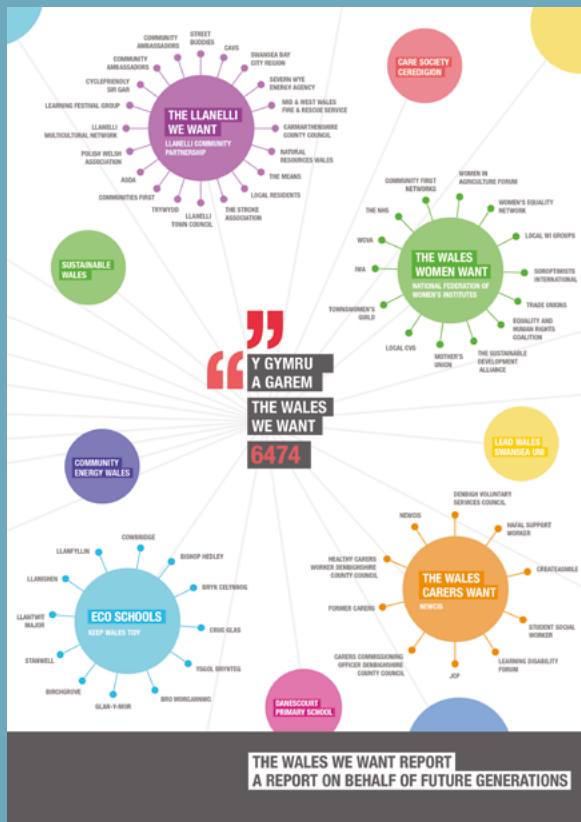 CARE SOCIETY
CEREDIGION
STREET
BUDDIES
COMMUNITY
AMBASSADORS
CAVS
SWANSEA BAY
CITY REGION
COMMUNITY
AMBASSADORS
SEVERN WYE
ENERGY AGENCY
CYCLEFRIENDLY
SIR GAR
LEARNING FESTIVAL GROUP
MID & WEST WALES
FIRE & RESCUE SERVICE
THE LLANELLI
WE WANT
LLANELLI COMMUNITY
PARTNERSHIP
LLANELLI
MULTICULTURAL NETWORK
CARMARTHENSHIRE
COUNTY COUNCIL
POLISH WELSH
ASSOCIATION
NATURAL
RESOURCES WALES
ASDA
THE MEANS
COMMUNITIES FIRST
LOCAL RESIDENTS
TRYWYDD
LLANELLI
TOWN COUNCIL
THE STROKE
ASSOCIATION
SUSTAINABLE
WALES
COMMUNITY FIRST
NETWORKS
WOMEN IN
AGRICULTURE FORUM
THE NHS
WOMEN'S EQUALITY
NETWORK
WCVA
LOCAL WI GROUPS
THE WALES
WOMEN WANT
NATIONAL FEDERATION OF
WOMEN'S INSTITUTES
IWA
SOROPTIMISTS
INTERNATIONAL
TOWNSWOMEN'S
GUILD
TRADE UNIONS
LOCAL CVS
EQUALITY AND
HUMAN RIGHTS
COALITION
MOTHER'S
UNION
THE SUSTAINABLE
DEVELOPMENT
ALLIANCE
Y GYMRU
A GAREM
THE WALES
WE WANT
6474
LEAD WALES
SWANSEA UNI
COMMUNITY
ENERGY WALES
COWBRIDGE
LLANFYLLIN
BISHOP HEDLEY
LLANISHEN
BRYN CELYNNOG
ECO SCHOOLS
KEEP WALES TIDY
LLANTWIT
MAJOR
CRUG GLAS
STANWELL
YSGOL BRYNTEG
BIRCHGROVE
GLAN-Y-MOR
BRO MORGANNWG
DENBIGH VOLUNTARY
SERVICES COUNCIL
NEWCIS
HAFAL SUPPORT
WORKER
HEALTHY CARERS
WORKER DENBIGHSHIRE
COUNTY COUNCIL
CREATEASMILE
THE WALES
CARERS WANT
NEWCIS
FORMER CARERS
STUDENT SOCIAL
WORKER
CARERS COMMISSIONING
OFFICER DENBIGHSHIRE
COUNTY COUNCIL
JCP
LEARNING DISABILITY
FORUM
DANESCOURT
PRIMARY SCHOOL
THE WALES WE WANT REPORT
A REPORT ON BEHALF OF FUTURE GENERATIONS